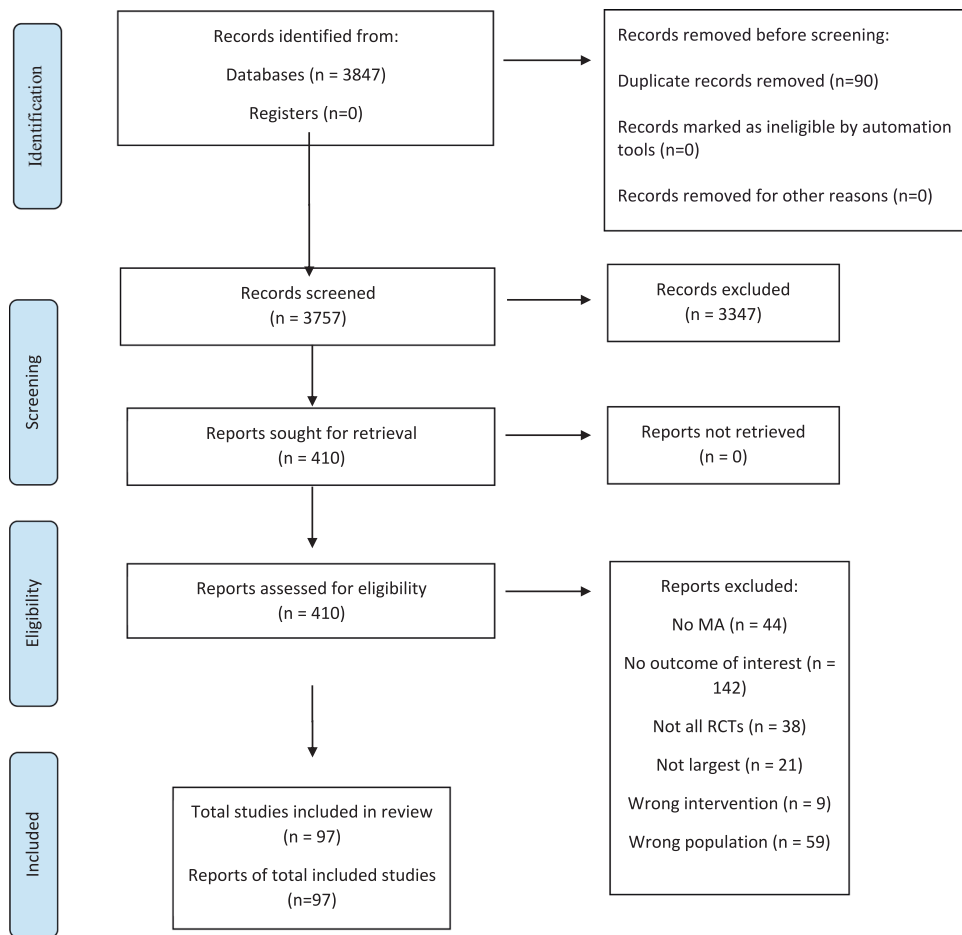 Identification
Records identified from:
Databases (n = 3847)
Registers (n=0)
Records removed before screening:
Duplicate records removed (n=90)
Records marked as ineligible by automation
tools (n=0)
Records removed for other reasons (n=0)
Screening
Records screened
(n = 3757)
Records excluded
(n = 3347)
Reports sought for retrieval
(n = 410)
Reports not retrieved
(n = 0)
Eligibility
Reports assessed for eligibility
(n = 410)
Reports excluded:
No MA (n = 44)
No outcome of interest (n =
142)
Not all RCTs (n = 38)
Not largest (n = 21)
Wrong intervention (n = 9)
Wrong population (n = 59)
Included
Total studies included in review
(n = 97)
Reports of total included studies
(n=97)